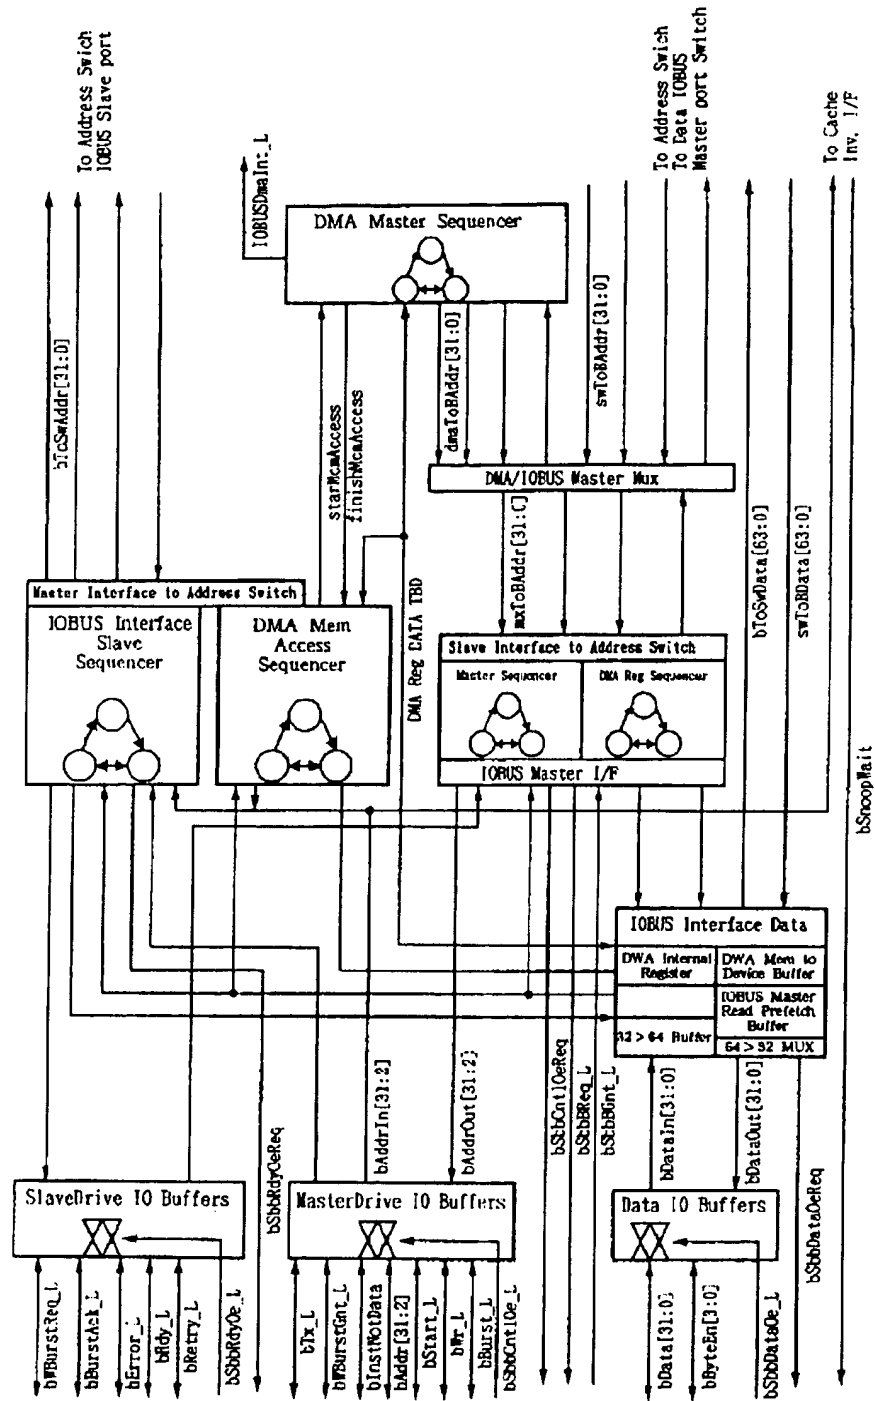 To Address Swich
IOBUS Slave port
IOBUSDmaInt_L
To Address Swich
To Data IOBUS
Master port Switch
To Cache
Inv. I/F
DMA Master Sequencer
bToSwAddr[31:0]
starMcmAccess
finishMcmAccess
dmaToBAddr[31:0]
swToBAddr[31:0]
DMA/IOBUS Master Mux
mxToBAddr[31:C]
bToSwData[63:0]
swToBData[63:0]
DMA Reg DATA TBD
Master Interface to Address Switch
IOBUS Interface
Slave
Sequencer
DMA Mem
Access
Sequencer
Slave Interface to Address Switch
Master Sequencer
DMA Reg Sequencer
IOBUS Master I/F
bSnoopWait
IOBUS Interface Data
DWA Internal
Register
DWA Mem to
Device Buffer
IOBUS Master
Read Prefetch
Buffer
32 > 64 Buffer
64 > 32 MUX
bSbbRdyOeReq
bAddrIn[31:2]
bAddrOut[31:2]
bSbbCntlOeReq
bSbbBReq_L
bSbbBGnt_L
bDataIn[31:0]
bDataOut[31:0]
bSbbDataOeReq
SlaveDrive IO Buffers
MasterDrive IO Buffers
Data IO Buffers
bWBurstReq_L
bBurstAck_L
bError_L
bRdy_L
bRetry_L
bSbbRdyOe_L
bTx_L
bWBurstGnt_L
bInstNotData
bAddr[31:2]
bStart_L
bWr_L
bBurst_L
bSbbCntlOe_L
bData[31:0]
bByteEn[3:0]
bSbbDataOe_L